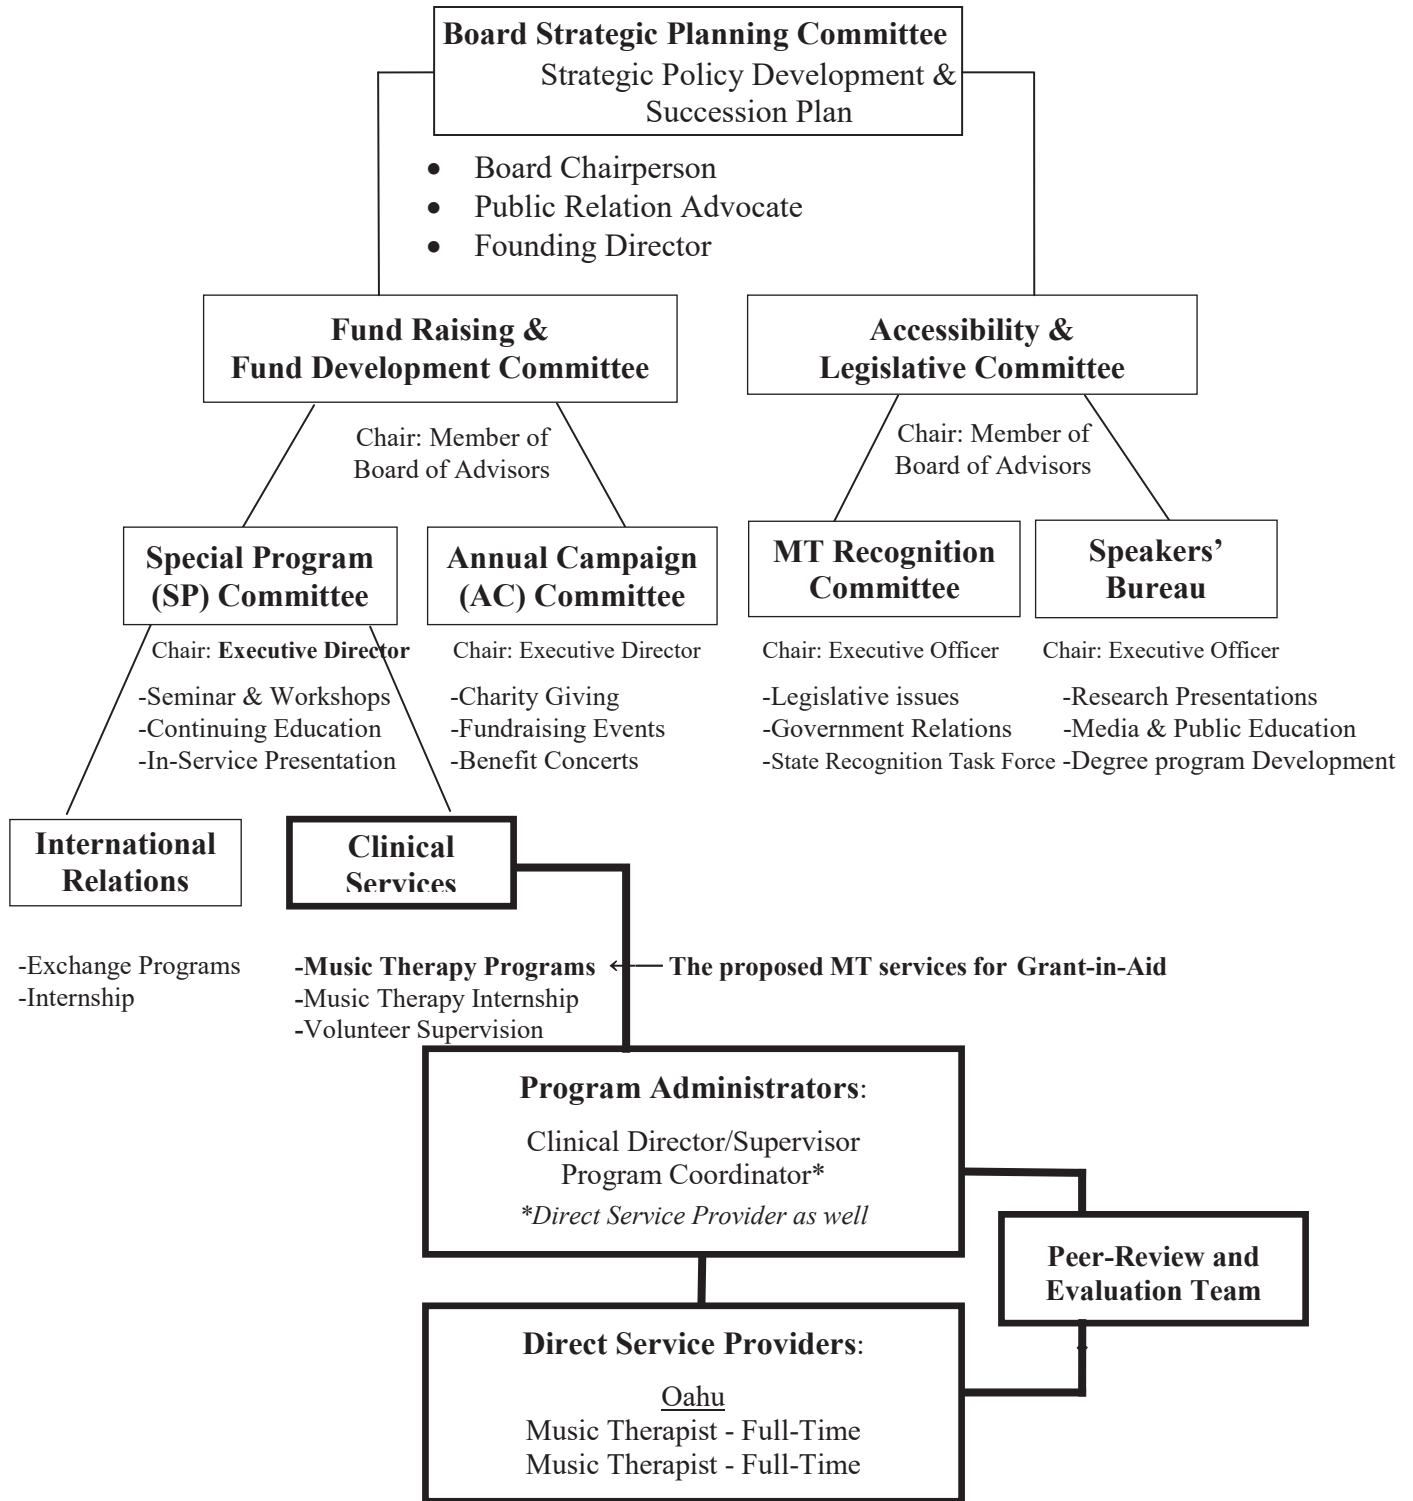 Board Strategic Planning Committee
Strategic Policy Development &
Succession Plan
• Board Chairperson
• Public Relation Advocate
• Founding Director
Fund Raising &
Fund Development Committee
Accessibility &
Legislative Committee
Chair: Member of
Board of Advisors
Chair: Member of
Board of Advisors
Special Program
(SP) Committee
Annual Campaign
(AC) Committee
MT Recognition
Committee
Speakers’
Bureau
Chair: Executive Director
-Seminar & Workshops
-Continuing Education
-In-Service Presentation
Chair: Executive Director
-Charity Giving
-Fundraising Events
-Benefit Concerts
Chair: Executive Officer
-Legislative issues
-Government Relations
-State Recognition Task Force
Chair: Executive Officer
-Research Presentations
-Media & Public Education
-Degree program Development
International
Relations
Clinical
Services
-Exchange Programs
-Internship
-Music Therapy Programs ←— The proposed MT services for Grant-in-Aid
-Music Therapy Internship
-Volunteer Supervision
Program Administrators:
Clinical Director/Supervisor
Program Coordinator*
*Direct Service Provider as well
Peer-Review and
Evaluation Team
Direct Service Providers:
Oahu
Music Therapist - Full-Time
Music Therapist - Full-Time